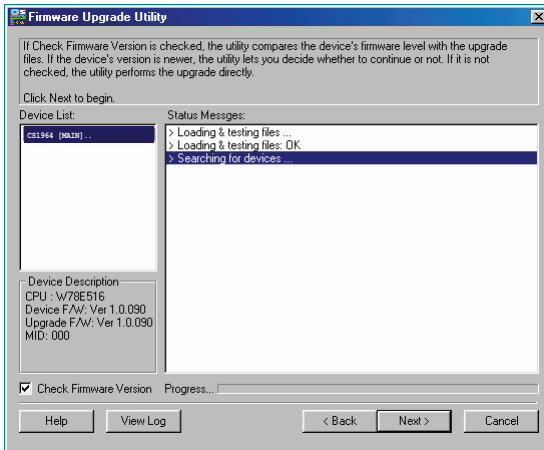 Firmware Upgrade Utility
If Check Firmware Version is checked, the utility compares the device's firmware level with the upgrade
files. If the device's version is newer, the utility lets you decide whether to continue or not. If it is not
checked, the utility performs the upgrade directly.
Click Next to begin.
Device List:
Status Messges:
CS1964 [MAIN]..
> Loading & testing files ...
> Loading & testing files: OK
> Searching for devices ...
Device Description
CPU : W78E516
Device F/W: Ver 1.0.090
Upgrade F/W: Ver 1.0.090
MID: 000
Check Firmware Version
Progress...
Help
View Log
< Back
Next >
Cancel